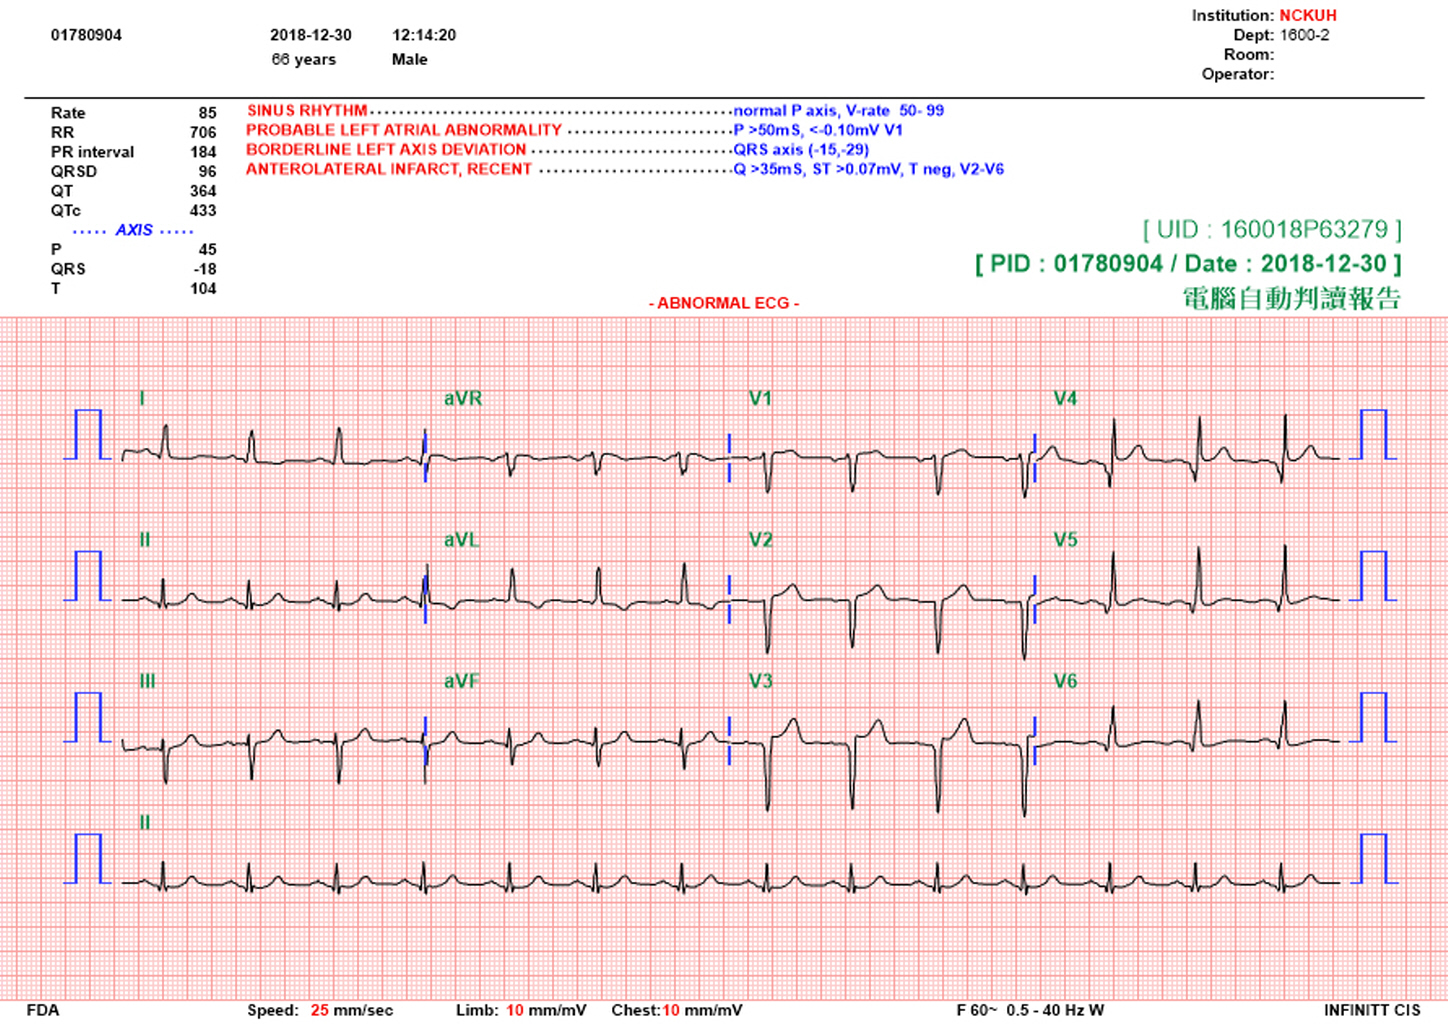 Institution: NCKUH
01780904 2018-12-30 12:14:20 Dept: 1600-2
66 years Male Room:
Operator:
Rate 85 SINUS RHYTHM normal P axis, V-rate 50- 99
RR 706 PROBABLE LEFT ATRIAL ABNORMALITY P >50mS, <-0.10mV V1
PR interval 184 BORDERLINE LEFT AXIS DEVIATION QRS axis (-15,-29)
QRSD 96 ANTEROLATERAL INFARCT, RECENT Q >35mS, ST >0.07mV, T neg, V2-V6
QT 364
QTc 433
····· AXIS ·····
P 45
QRS -18
T 104
[ UID : 160018P63279 ]
[ PID : 01780904 / Date : 2018-12-30 ]
電腦自動判讀報告
- ABNORMAL ECG -
I aVR V1 V4
II aVL V2 V5
III aVF V3 V6
II
FDA Speed: 25 mm/sec Limb: 10 mm/mV Chest:10 mm/mV F 60~ 0.5 - 40 Hz W INFINITT CIS